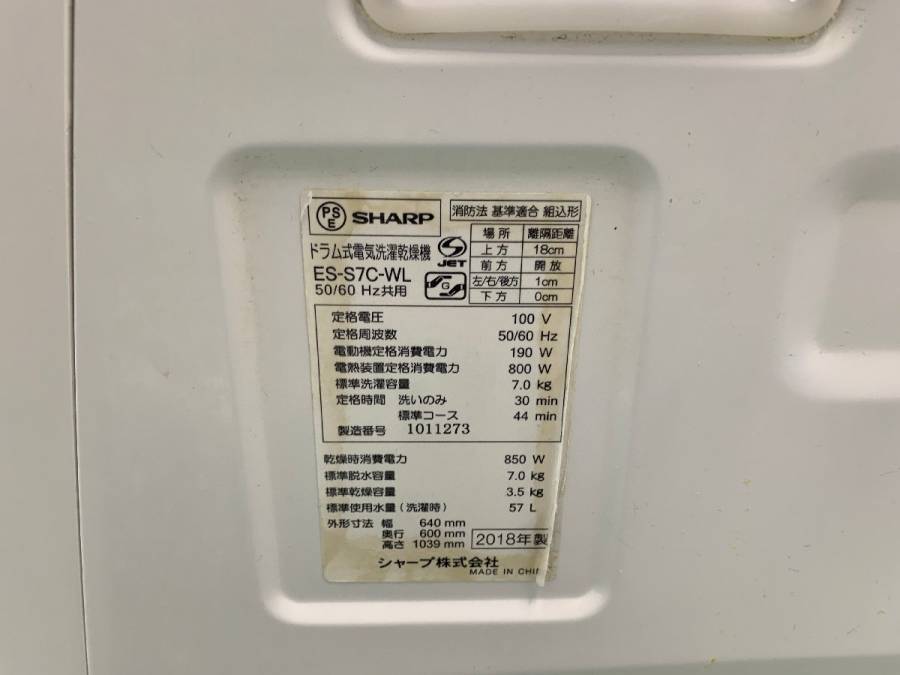 PSE SHARP
ドラム式電気洗濯乾燥機
ES-S7C-WL
50/60 Hz共用
JET
G
消防法 基準適合 組込形
場所 離隔距離
上方 18cm
前方 開放
左/右/後方 1cm
下方 0cm
定格電圧 100 V
定格周波数 50/60 Hz
電動機定格消費電力 190 W
電熱装置定格消費電力 800 W
標準洗濯容量 7.0 kg
定格時間 洗いのみ 30 min
標準コース 44 min
製造番号 1011273
乾燥時消費電力 850 W
標準脱水容量 7.0 kg
標準乾燥容量 3.5 kg
標準使用水量（洗濯時） 57 L
外形寸法 幅 640 mm
奥行 600 mm
高さ 1039 mm
2018年製
シャープ株式会社
MADE IN CHI